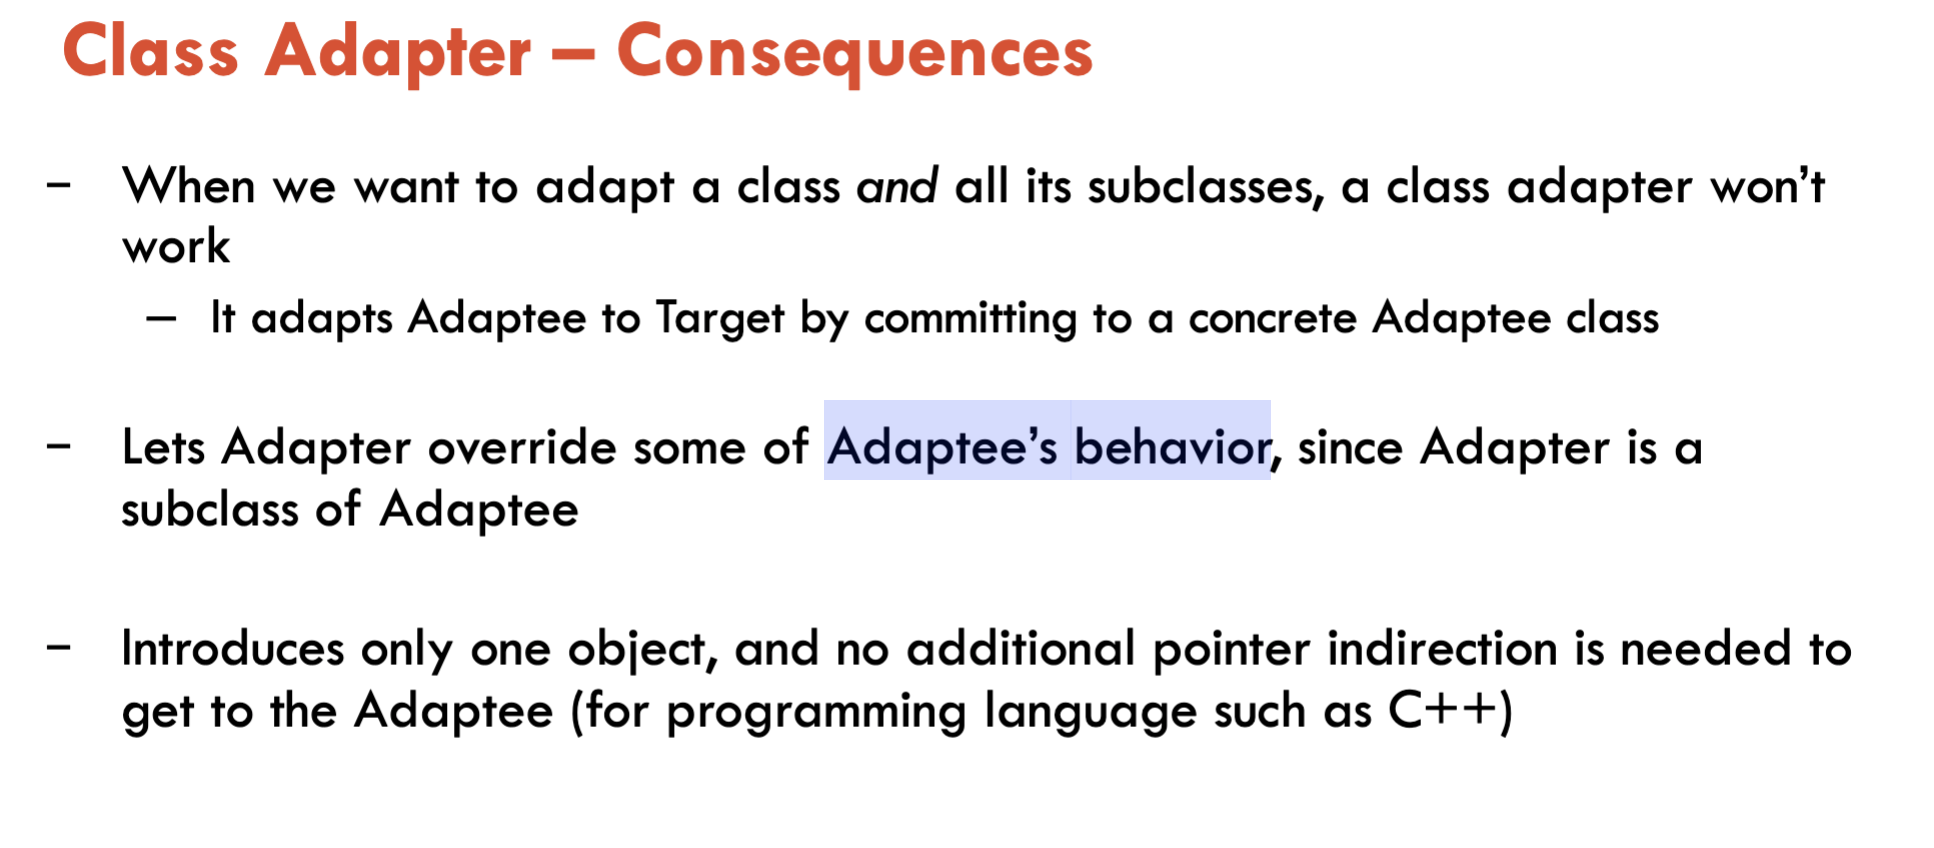 Class Adapter – Consequences
– When we want to adapt a class and all its subclasses, a class adapter won’t
work
– It adapts Adaptee to Target by committing to a concrete Adaptee class
– Lets Adapter override some of Adaptee’s behavior, since Adapter is a
subclass of Adaptee
– Introduces only one object, and no additional pointer indirection is needed to
get to the Adaptee (for programming language such as C++)